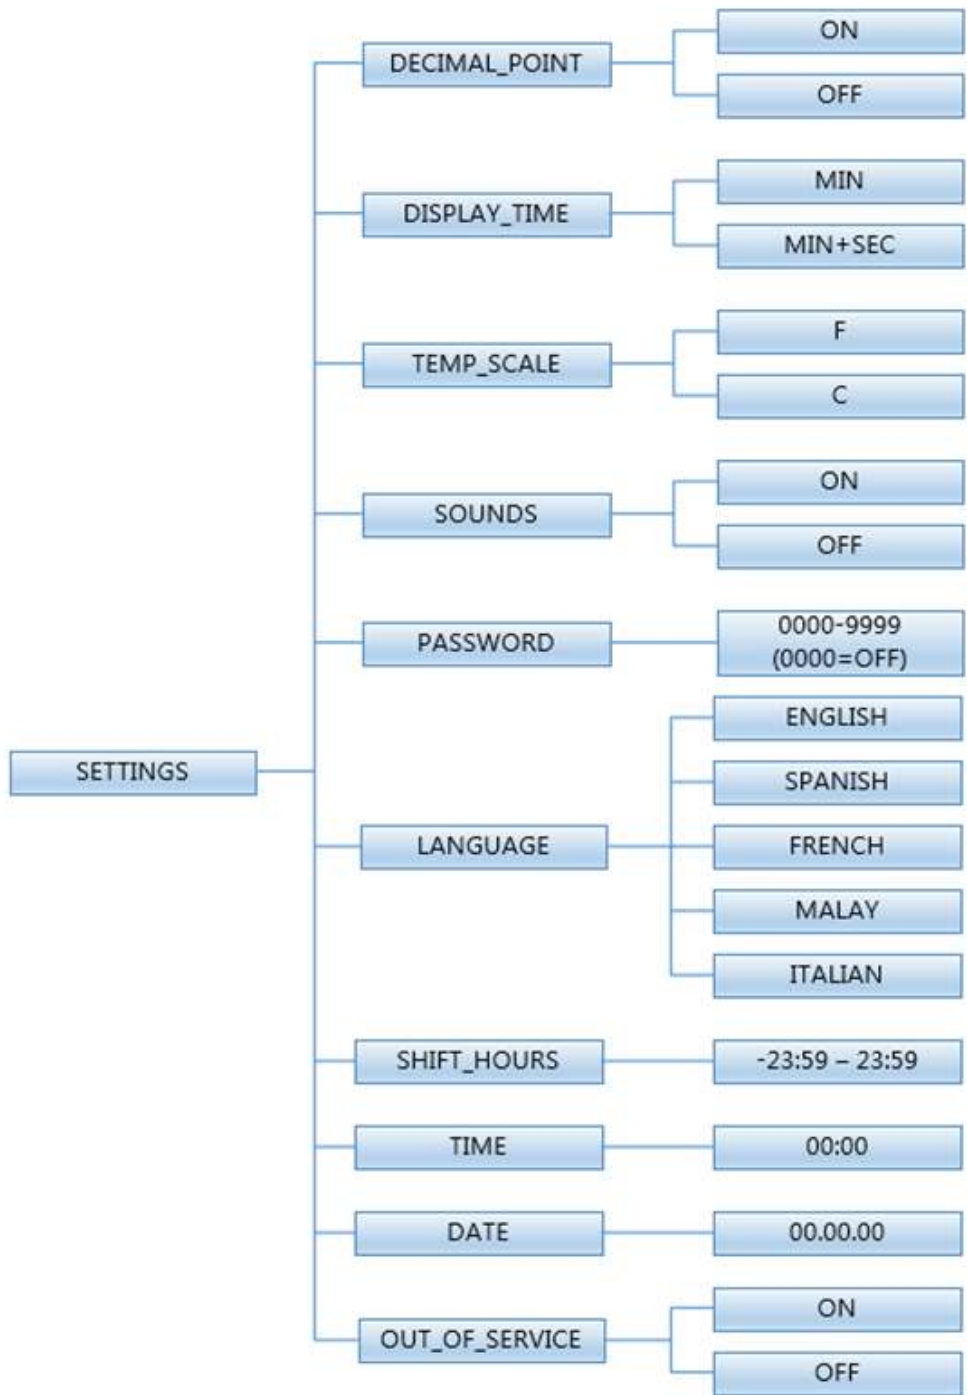 SETTINGS
DECIMAL_POINT
ON
OFF
DISPLAY_TIME
MIN
MIN+SEC
TEMP_SCALE
F
C
SOUNDS
ON
OFF
PASSWORD
0000-9999
(0000=OFF)
LANGUAGE
ENGLISH
SPANISH
FRENCH
MALAY
ITALIAN
SHIFT_HOURS
-23:59 – 23:59
TIME
00:00
DATE
00.00.00
OUT_OF_SERVICE
ON
OFF